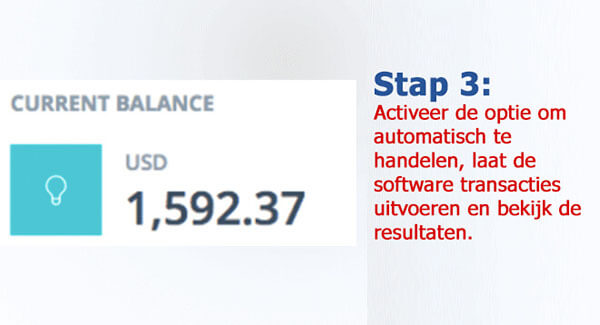 CURRENT BALANCE
USD
1,592.37
Stap 3:
Activeer de optie om
automatisch te
handelen, laat de
software transacties
uitvoeren en bekijk de
resultaten.